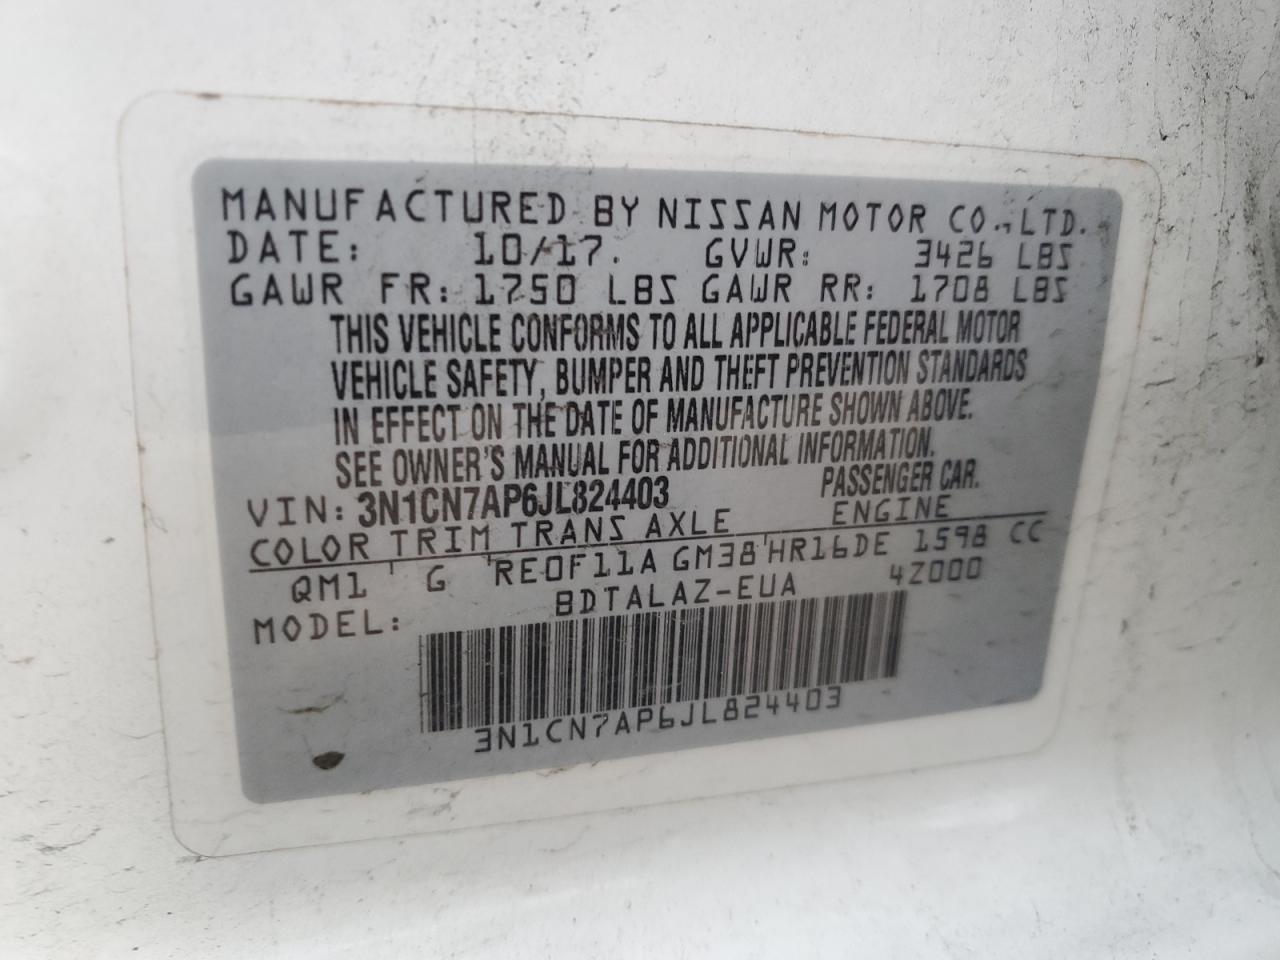 MANUFACTURED BY NISSAN MOTOR CO., LTD.
DATE: 10/17. GVWR: 3426 LBS
GAWR FR: 1750 LBS GAWR RR: 1708 LBS
THIS VEHICLE CONFORMS TO ALL APPLICABLE FEDERAL MOTOR
VEHICLE SAFETY, BUMPER AND THEFT PREVENTION STANDARDS
IN EFFECT ON THE DATE OF MANUFACTURE SHOWN ABOVE.
SEE OWNER'S MANUAL FOR ADDITIONAL INFORMATION.
VIN: 3N1CN7AP6JL824403 PASSENGER CAR.
COLOR TRIM TRANS AXLE ENGINE
QM1 G RE0F11A GM38 HR16DE 1598 CC
MODEL: BDTALAZ-EUA 4Z000
3N1CN7AP6JL824403